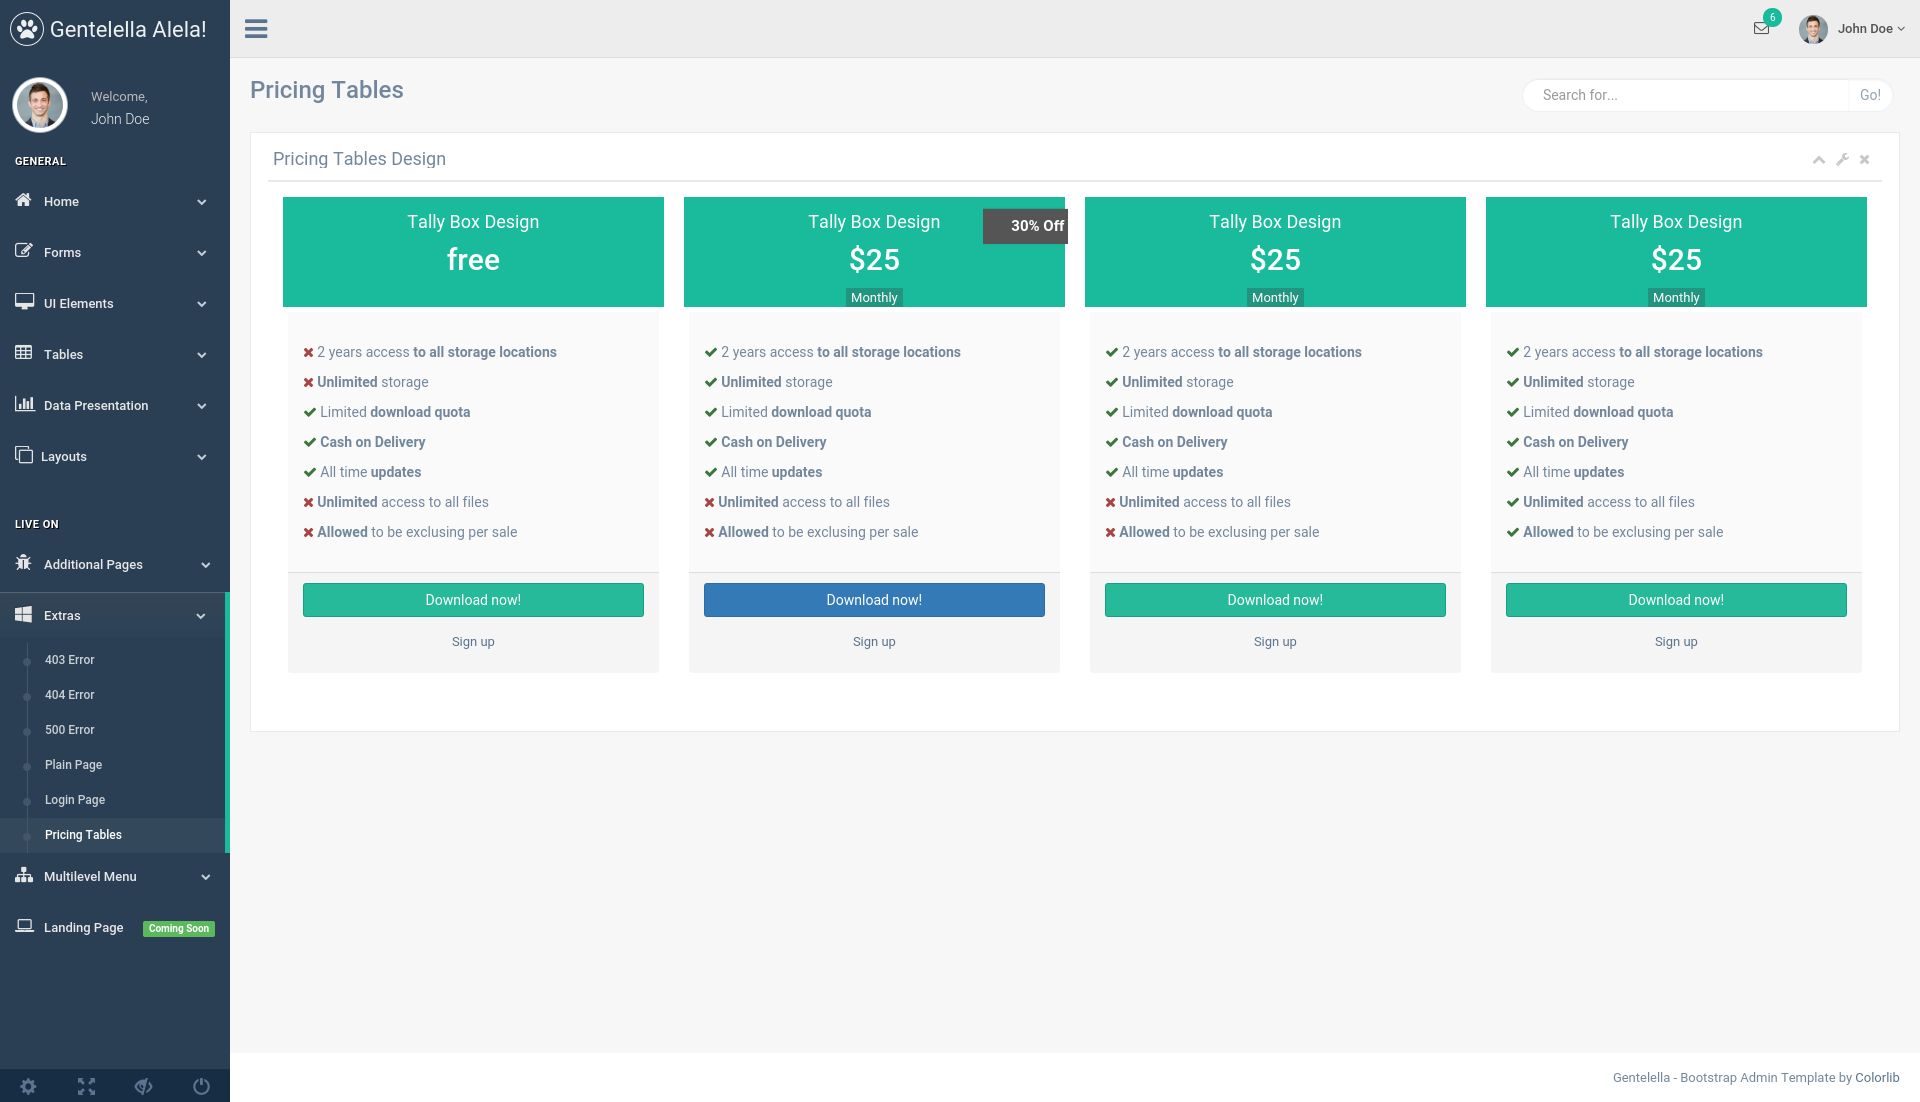 Gentelella Alela!
6
John Doe
Welcome,
John Doe
GENERAL
Home
Forms
UI Elements
Tables
Data Presentation
Layouts
LIVE ON
Additional Pages
Extras
403 Error
404 Error
500 Error
Plain Page
Login Page
Pricing Tables
Multilevel Menu
Landing Page Coming Soon
Pricing Tables
Search for... Go!
Pricing Tables Design
Tally Box Design
free
2 years access to all storage locations
Unlimited storage
Limited download quota
Cash on Delivery
All time updates
Unlimited access to all files
Allowed to be exclusing per sale
Download now!
Sign up
Tally Box Design
30% Off
$25
Monthly
2 years access to all storage locations
Unlimited storage
Limited download quota
Cash on Delivery
All time updates
Unlimited access to all files
Allowed to be exclusing per sale
Download now!
Sign up
Tally Box Design
$25
Monthly
2 years access to all storage locations
Unlimited storage
Limited download quota
Cash on Delivery
All time updates
Unlimited access to all files
Allowed to be exclusing per sale
Download now!
Sign up
Tally Box Design
$25
Monthly
2 years access to all storage locations
Unlimited storage
Limited download quota
Cash on Delivery
All time updates
Unlimited access to all files
Allowed to be exclusing per sale
Download now!
Sign up
Gentelella - Bootstrap Admin Template by Colorlib